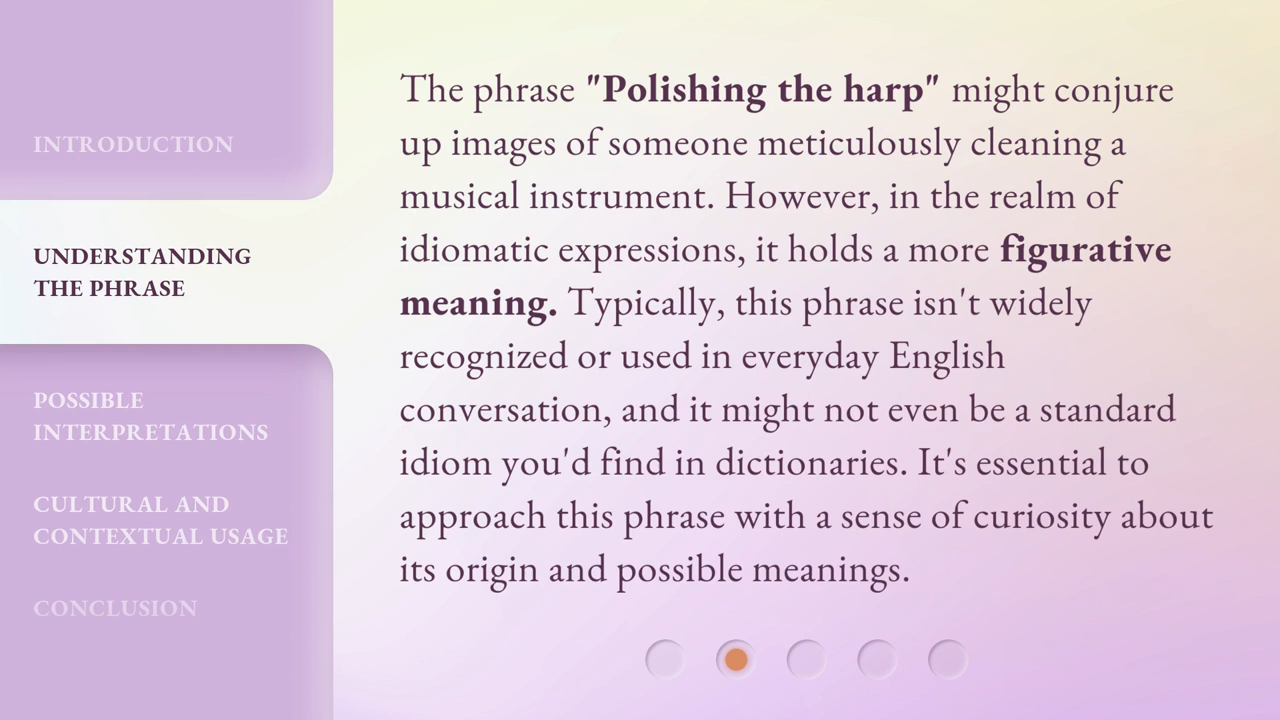 INTRODUCTION
UNDERSTANDING
THE PHRASE
POSSIBLE
INTERPRETATIONS
CULTURAL AND
CONTEXTUAL USAGE
CONCLUSION
The phrase "Polishing the harp" might conjure
up images of someone meticulously cleaning a
musical instrument. However, in the realm of
idiomatic expressions, it holds a more figurative
meaning. Typically, this phrase isn't widely
recognized or used in everyday English
conversation, and it might not even be a standard
idiom you'd find in dictionaries. It's essential to
approach this phrase with a sense of curiosity about
its origin and possible meanings.